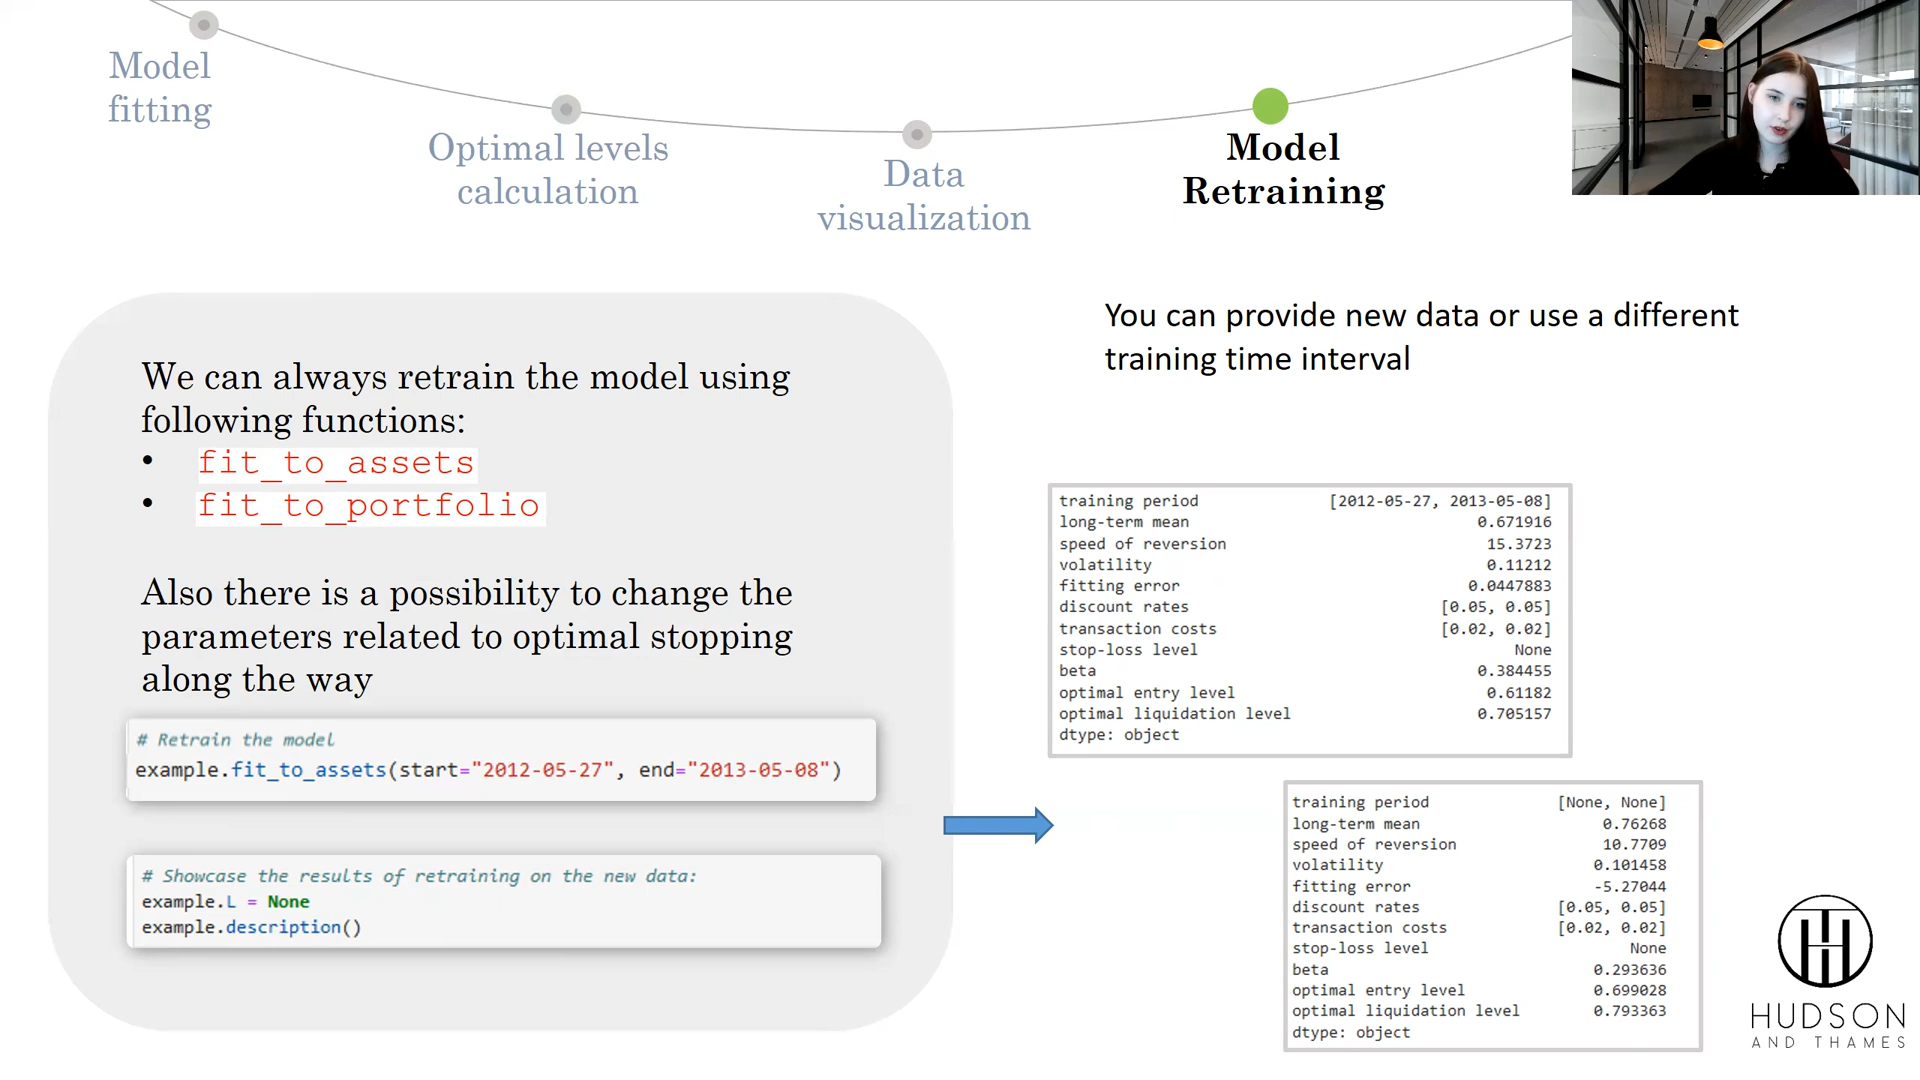 Model
fitting
Optimal levels
calculation
Data
visualization
Model
Retraining
We can always retrain the model using
following functions:
• fit_to_assets
• fit_to_portfolio
Also there is a possibility to change the
parameters related to optimal stopping
along the way
# Retrain the model
example.fit_to_assets(start="2012-05-27", end="2013-05-08")
# Showcase the results of retraining on the new data:
example.L = None
example.description()
You can provide new data or use a different
training time interval
training period [2012-05-27, 2013-05-08]
long-term mean 0.671916
speed of reversion 15.3723
volatility 0.11212
fitting error 0.0447883
discount rates [0.05, 0.05]
transaction costs [0.02, 0.02]
stop-loss level None
beta 0.384455
optimal entry level 0.61182
optimal liquidation level 0.705157
dtype: object
training period [None, None]
long-term mean 0.76268
speed of reversion 10.7709
volatility 0.101458
fitting error -5.27044
discount rates [0.05, 0.05]
transaction costs [0.02, 0.02]
stop-loss level None
beta 0.293636
optimal entry level 0.699028
optimal liquidation level 0.793363
dtype: object
HUDSON
AND THAMES